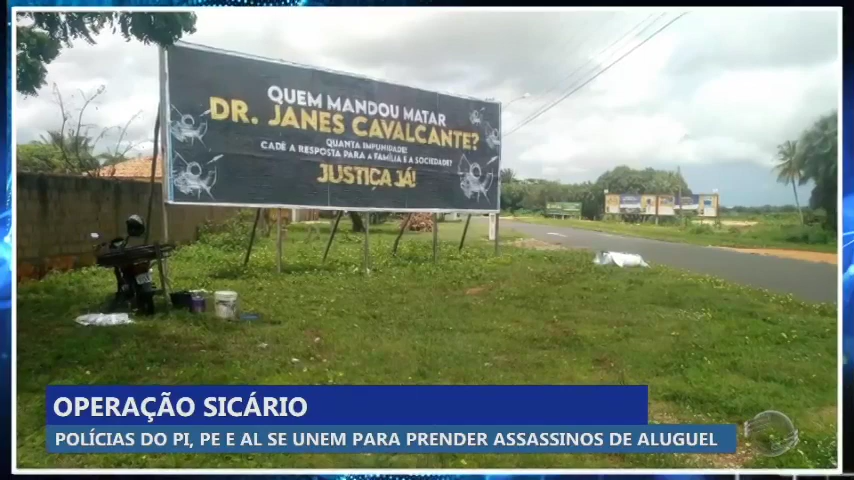 QUEM MANDOU MATAR
DR. JANES CAVALCANTE?
QUANTA IMPUNIDADE!
CADÊ A RESPOSTA PARA A FAMÍLIA E A SOCIEDADE?
JUSTIÇA JÁ!
OPERAÇÃO SICÁRIO
POLÍCIAS DO PI, PE E AL SE UNEM PARA PRENDER ASSASSINOS DE ALUGUEL